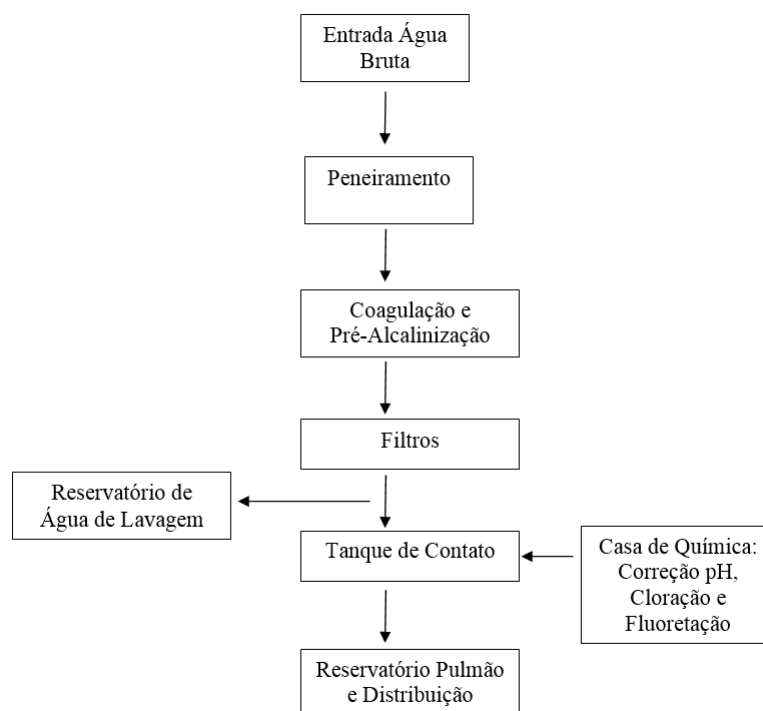 Entrada Água
Bruta
Peneiramento
Coagulação e
Pré-Alcalinização
Filtros
Reservatório de
Água de Lavagem
Tanque de Contato
Casa de Química:
Correção pH,
Cloração e
Fluoretação
Reservatório Pulmão
e Distribuição